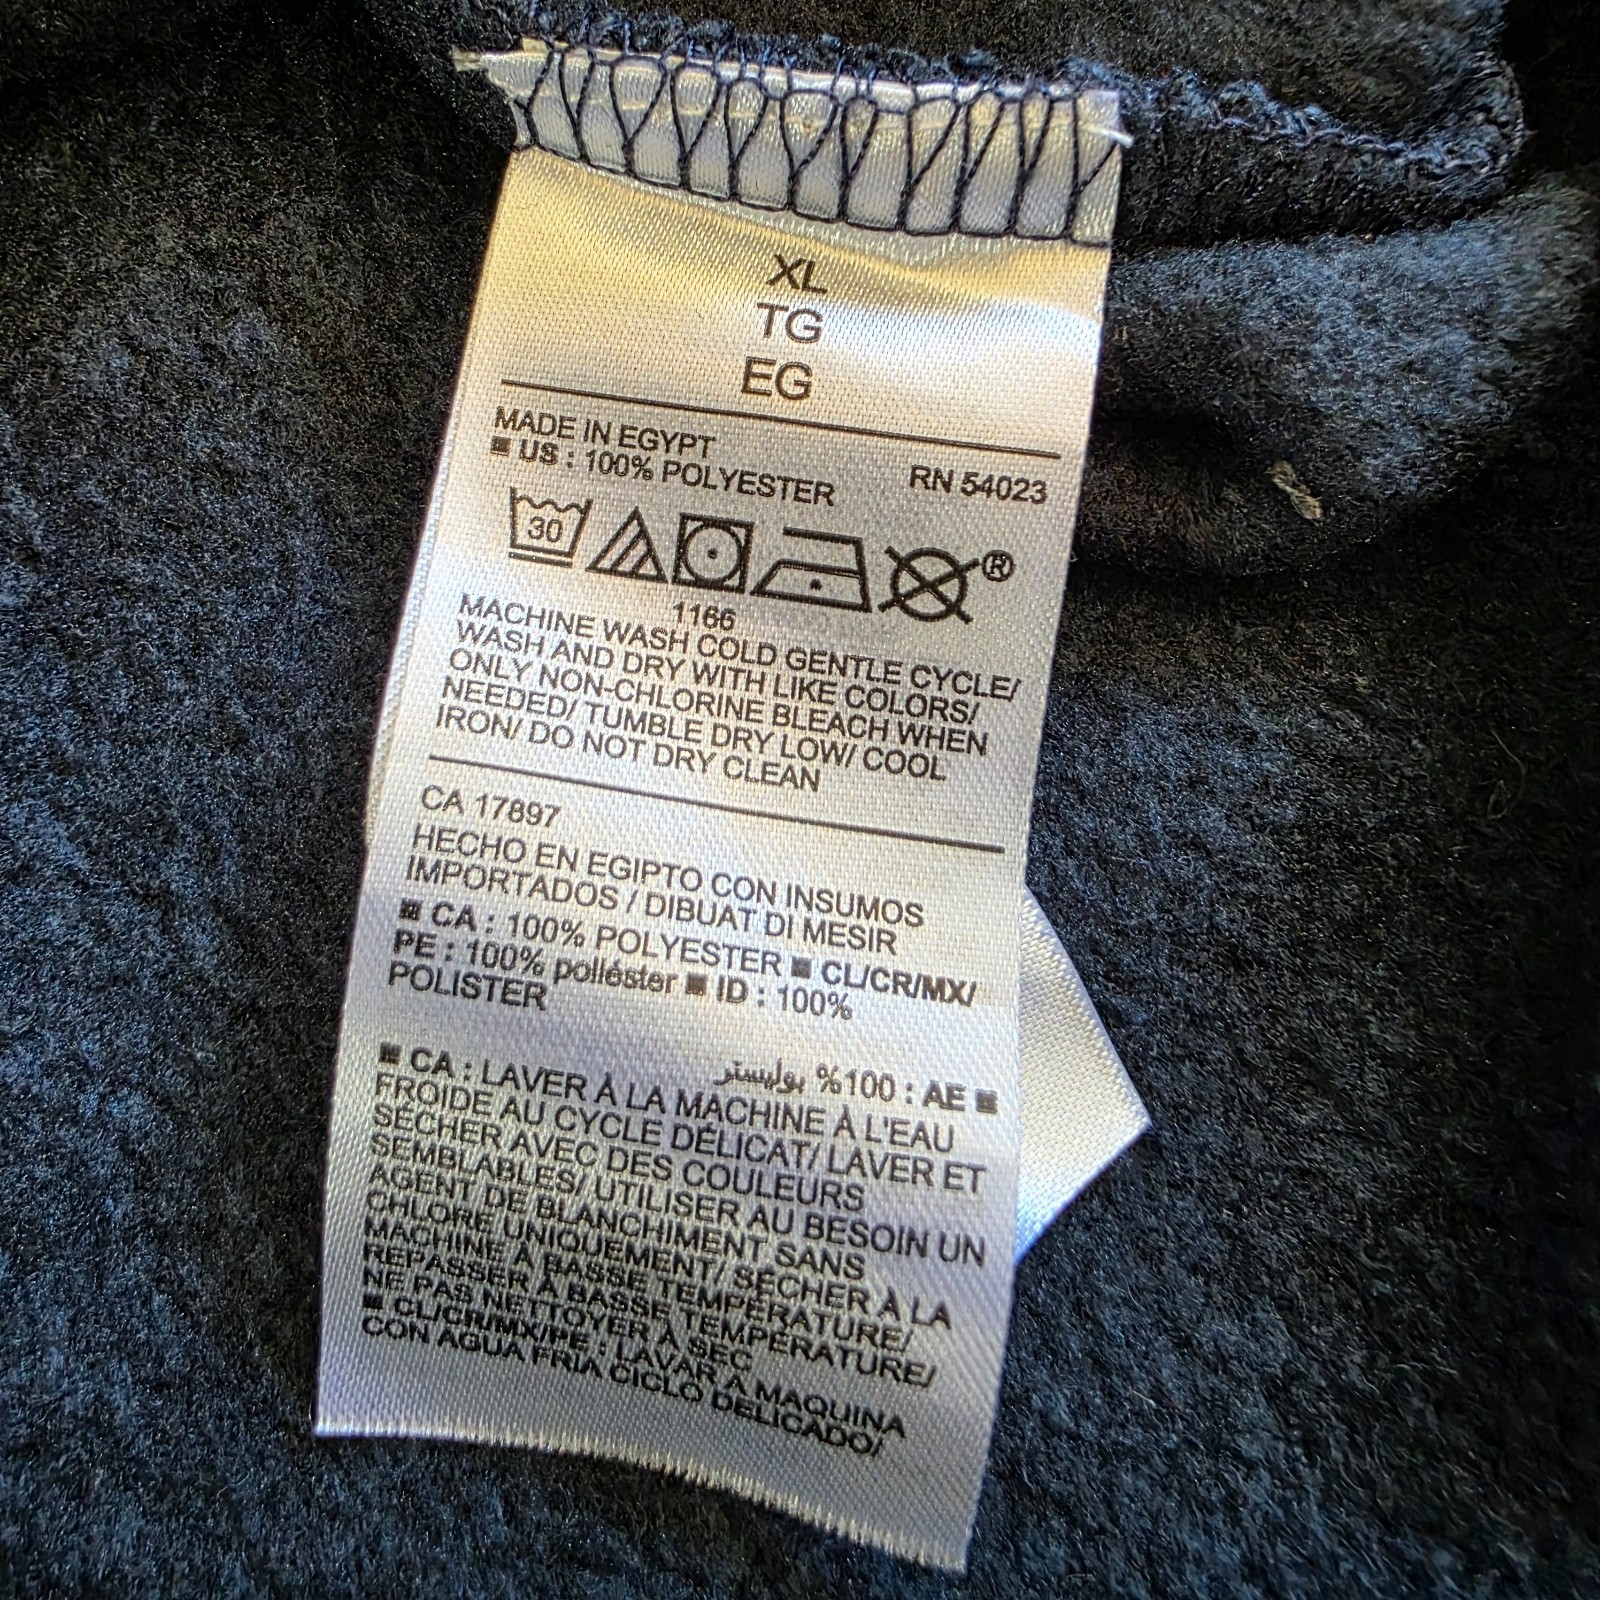 XL
TG
EG
MADE IN EGYPT
■ US : 100% POLYESTER RN 54023
30
®
1166
MACHINE WASH COLD GENTLE CYCLE/
WASH AND DRY WITH LIKE COLORS/
ONLY NON-CHLORINE BLEACH WHEN
NEEDED/ TUMBLE DRY LOW/ COOL
IRON/ DO NOT DRY CLEAN
CA 17897
HECHO EN EGIPTO CON INSUMOS
IMPORTADOS / DIBUAT DI MESIR
■ CA : 100% POLYESTER ■ CL/CR/MX/
PE : 100% poliéster ■ ID : 100%
POLISTER
■ AE : 100% بوليستر
■ CA : LAVER À LA MACHINE À L'EAU
FROIDE AU CYCLE DÉLICAT/ LAVER ET
SÉCHER AVEC DES COULEURS
SEMBLABLES/ UTILISER AU BESOIN UN
AGENT DE BLANCHIMENT SANS
CHLORE UNIQUEMENT/ SÉCHER À LA
MACHINE À BASSE TEMPÉRATURE/
REPASSER À BASSE TEMPÉRATURE/
NE PAS NETTOYER À SEC
■ CL/CR/MX/PE : LAVAR A MAQUINA
CON AGUA FRIA CICLO DELICADO/